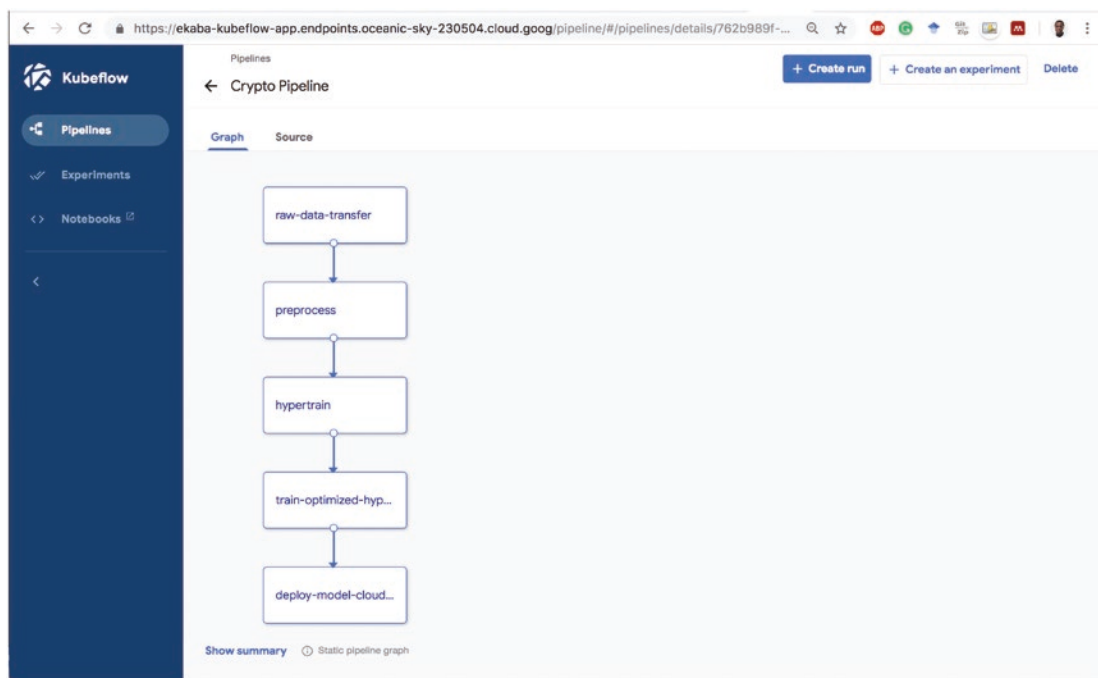 https://ekaba-kubeflow-app.endpoints.oceanic-sky-230504.cloud.goog/pipeline/#/pipelines/details/762b989f-...
Kubeflow
Pipelines
Experiments
Notebooks
Pipelines
Crypto Pipeline
+ Create run
+ Create an experiment
Delete
Graph
Source
raw-data-transfer
preprocess
hypertrain
train-optimized-hyp...
deploy-model-cloud...
Show summary
Static pipeline graph